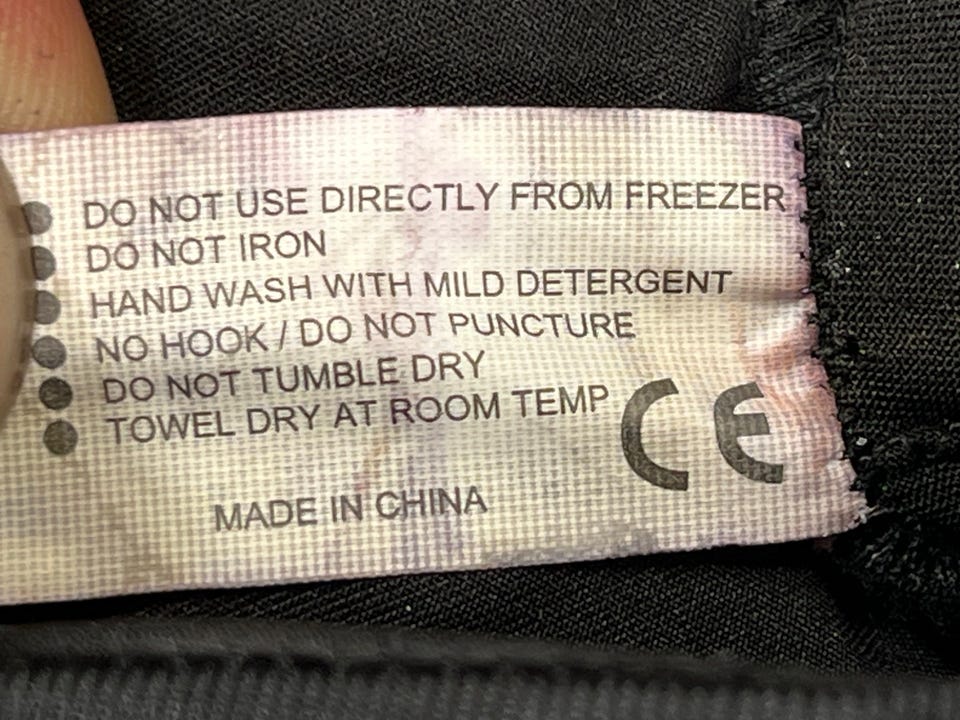 ● DO NOT USE DIRECTLY FROM FREEZER
● DO NOT IRON
● HAND WASH WITH MILD DETERGENT
● NO HOOK / DO NOT PUNCTURE
● DO NOT TUMBLE DRY
● TOWEL DRY AT ROOM TEMP
CE
MADE IN CHINA